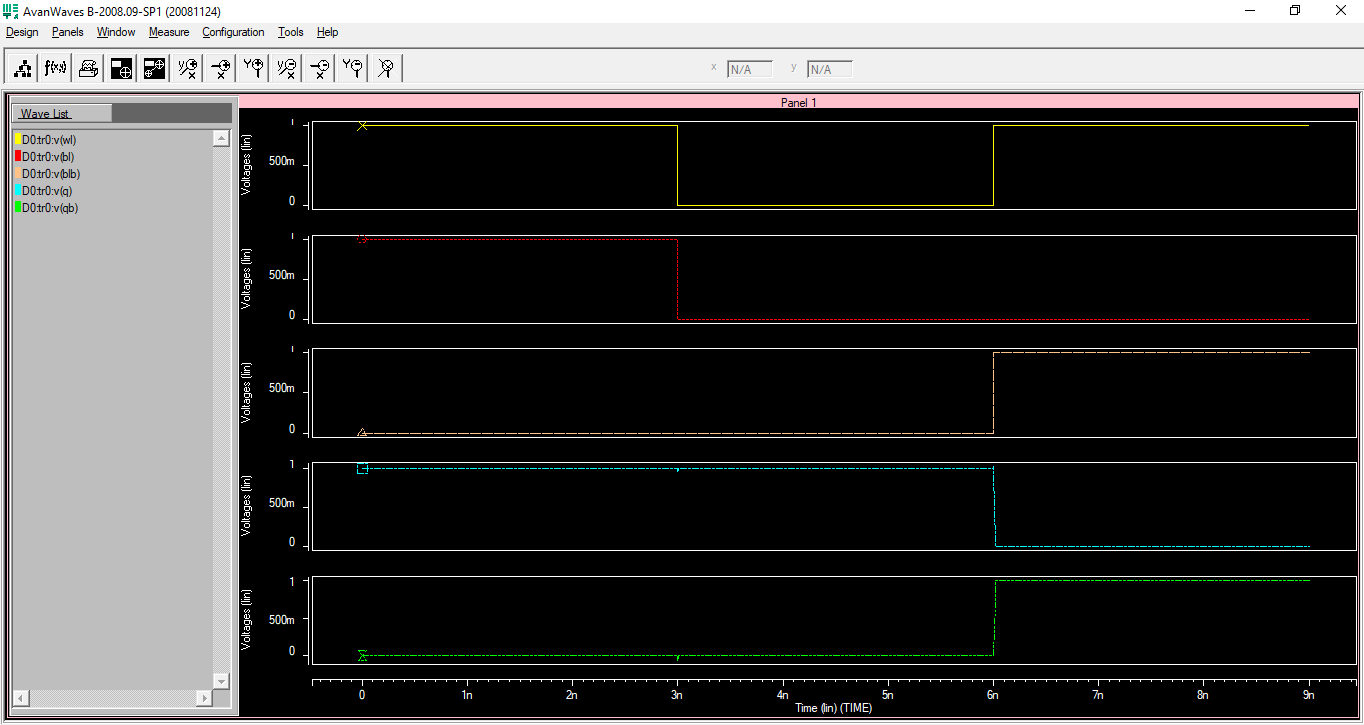 AvanWaves B-2008.09-SP1 (20081124)
Design Panels Window Measure Configuration Tools Help
f(x)
x N/A y N/A
Wave List
D0:tr0:v(wl)
D0:tr0:v(bl)
D0:tr0:v(blb)
D0:tr0:v(q)
D0:tr0:v(qb)
Panel 1
Voltages (lin)
1
500m
0
Voltages (lin)
1
500m
0
Voltages (lin)
1
500m
0
Voltages (lin)
1
500m
0
Voltages (lin)
1
500m
0
0 1n 2n 3n 4n 5n 6n 7n 8n 9n
Time (lin) (TIME)